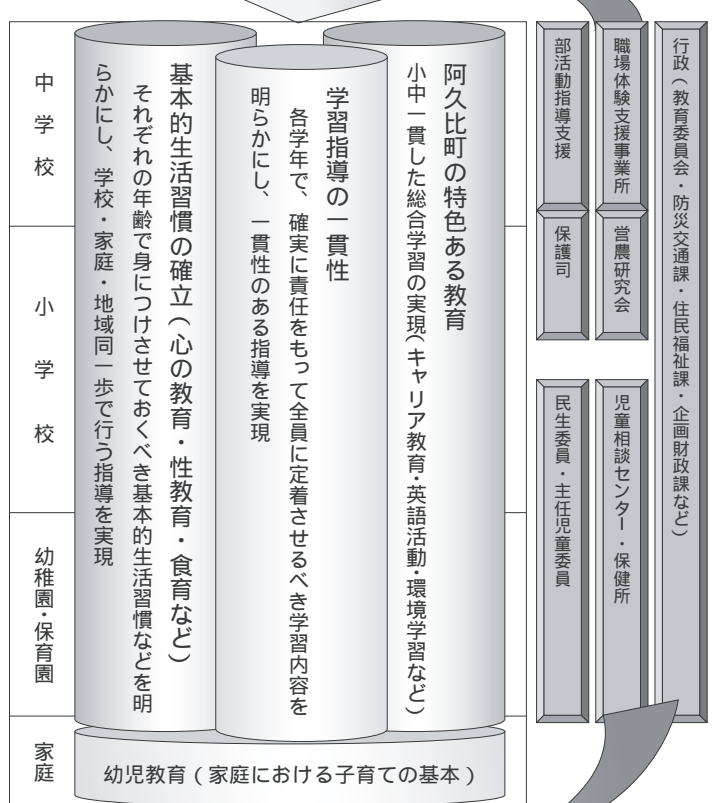 行政(教育委員会・防災交通課・住民福祉課・企画財政課など)
職場体験支援事業所
営農研究会
児童相談センター・保健所
部活動指導支援
保護司
民生委員・主任児童委員
阿久比町の特色ある教育
小中一貫した総合学習の実現(キャリア教育・英語活動・環境学習など)
学習指導の一貫性
各学年で、確実に責任をもって全員に定着させるべき学習内容を
明らかにし、一貫性のある指導を実現
基本的生活習慣の確立(心の教育・性教育・食育など)
それぞれの年齢で身につけさせておくべき基本的生活習慣などを明
らかにし、学校・家庭・地域同一歩で行う指導を実現
中学校
小学校
幼稚園・保育園
家庭
幼児教育(家庭における子育ての基本)